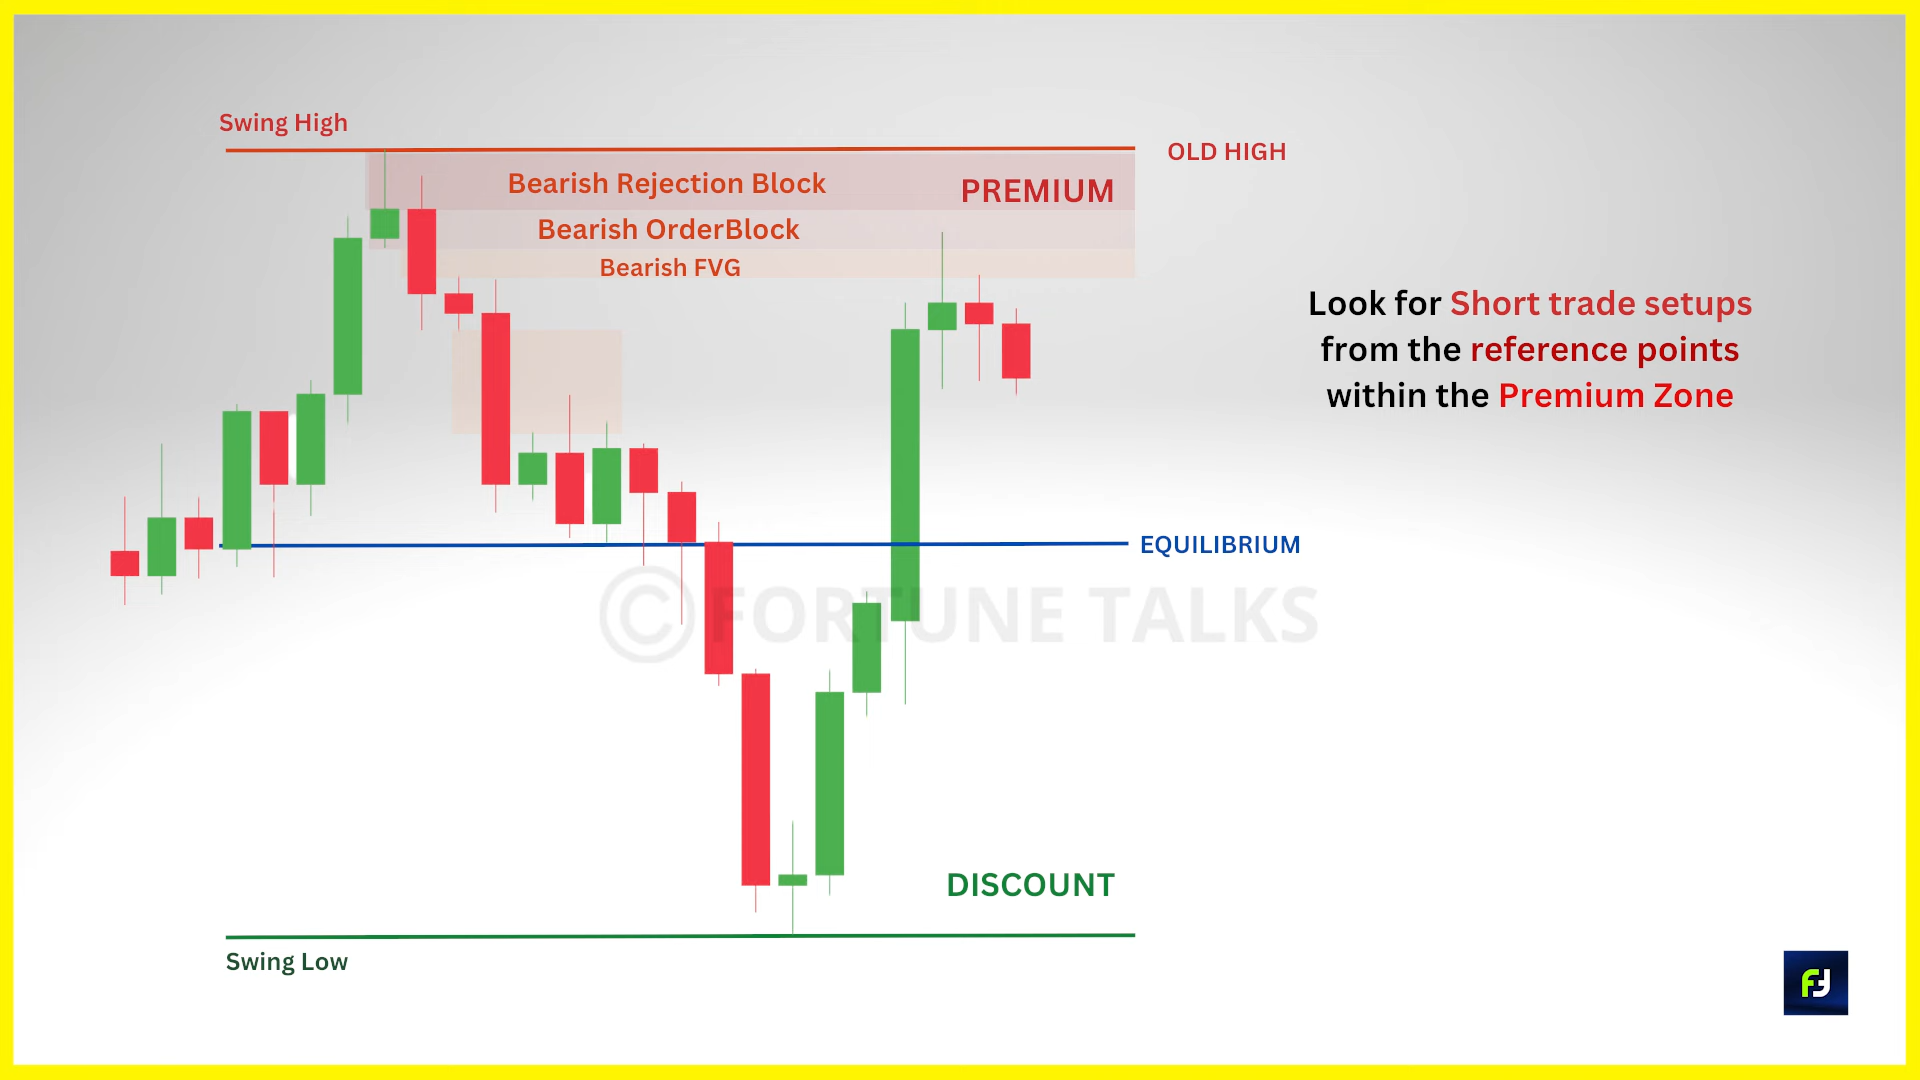 Swing High
OLD HIGH
Bearish Rejection Block
PREMIUM
Bearish OrderBlock
Bearish FVG
Look for Short trade setups
from the reference points
within the Premium Zone
EQUILIBRIUM
© FORTUNE TALKS
DISCOUNT
Swing Low